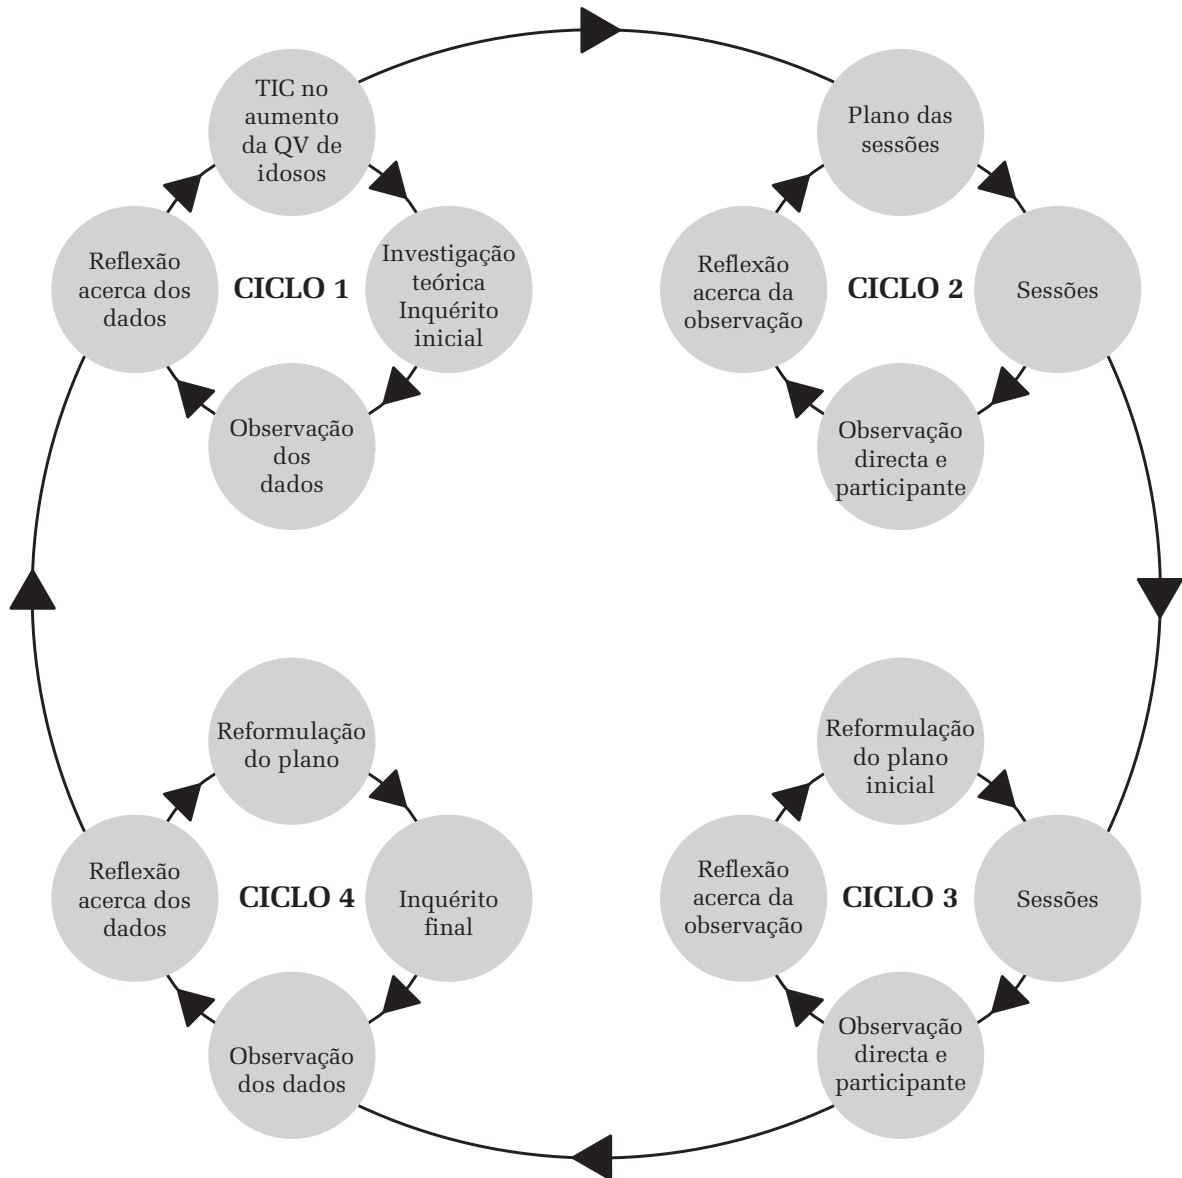 TIC no
aumento
da QV de
idosos
Investigação
teórica
Inquérito
inicial
Observação
dos
dados
Reflexão
acerca dos
dados
CICLO 1
Plano das
sessões
Sessões
Observação
directa e
participante
Reflexão
acerca da
observação
CICLO 2
Reformulação
do plano
inicial
Sessões
Observação
directa e
participante
Reflexão
acerca da
observação
CICLO 3
Reformulação
do plano
Inquérito
final
Observação
dos dados
Reflexão
acerca dos
dados
CICLO 4